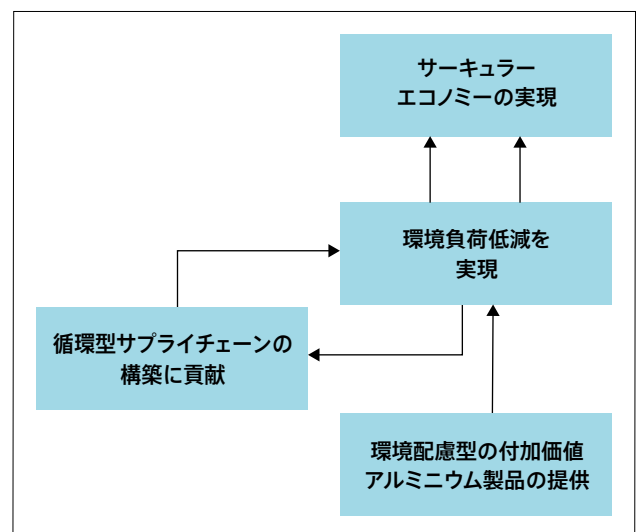 サーキュラー
エコノミーの実現
環境負荷低減を
実現
循環型サプライチェーンの
構築に貢献
環境配慮型の付加価値
アルミニウム製品の提供